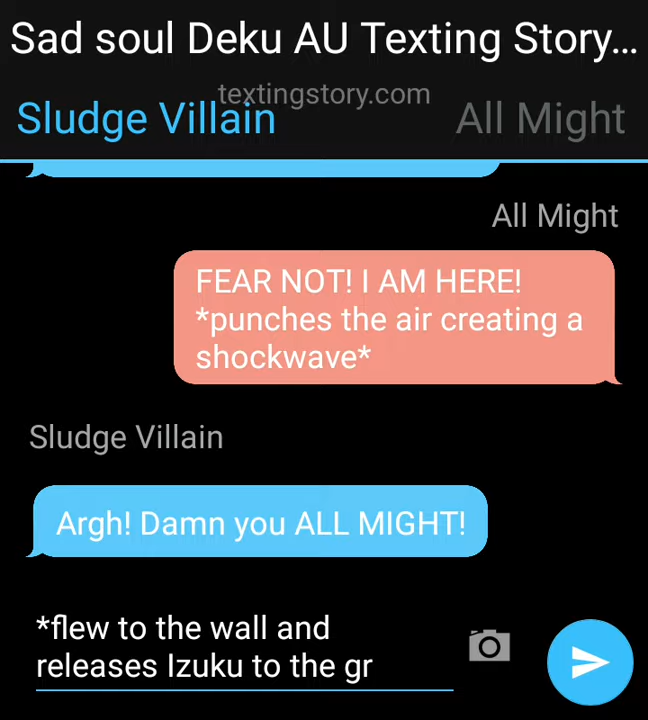 Sad soul Deku AU Texting Story...
textingstory.com
Sludge Villain
All Might
All Might
FEAR NOT! I AM HERE!
*punches the air creating a
shockwave*
Sludge Villain
Argh! Damn you ALL MIGHT!
*flew to the wall and
releases Izuku to the gr